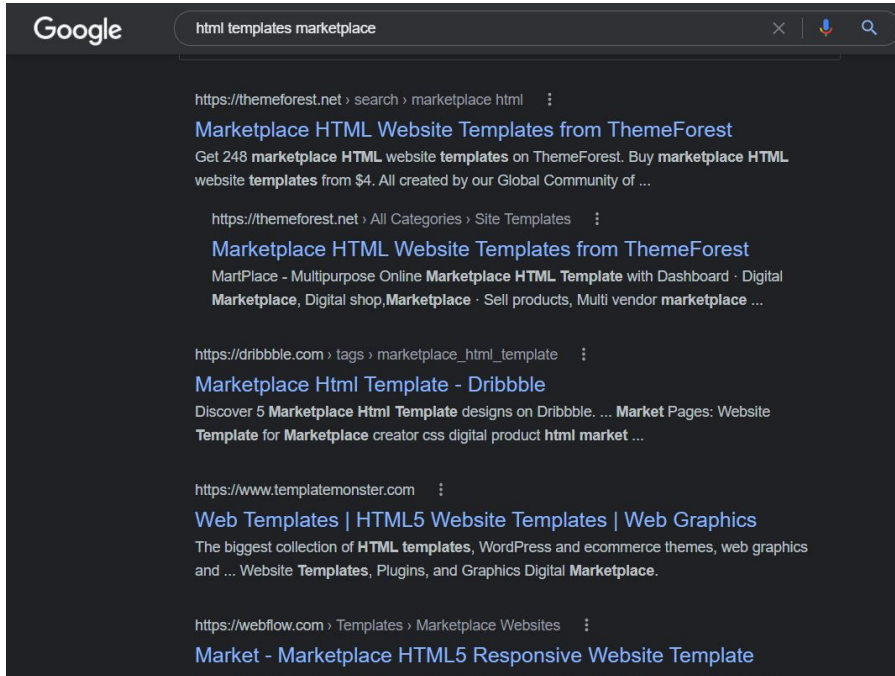 Google
html templates marketplace
https://themeforest.net › search › marketplace html
Marketplace HTML Website Templates from ThemeForest
Get 248 marketplace HTML website templates on ThemeForest. Buy marketplace HTML
website templates from $4. All created by our Global Community of ...
https://themeforest.net › All Categories › Site Templates
Marketplace HTML Website Templates from ThemeForest
MartPlace - Multipurpose Online Marketplace HTML Template with Dashboard · Digital
Marketplace, Digital shop,Marketplace · Sell products, Multi vendor marketplace ...
https://dribbble.com › tags › marketplace_html_template
Marketplace Html Template - Dribbble
Discover 5 Marketplace Html Template designs on Dribbble. ... Market Pages: Website
Template for Marketplace creator css digital product html market ...
https://www.templatemonster.com
Web Templates | HTML5 Website Templates | Web Graphics
The biggest collection of HTML templates, WordPress and ecommerce themes, web graphics
and ... Website Templates, Plugins, and Graphics Digital Marketplace.
https://webflow.com › Templates › Marketplace Websites
Market - Marketplace HTML5 Responsive Website Template